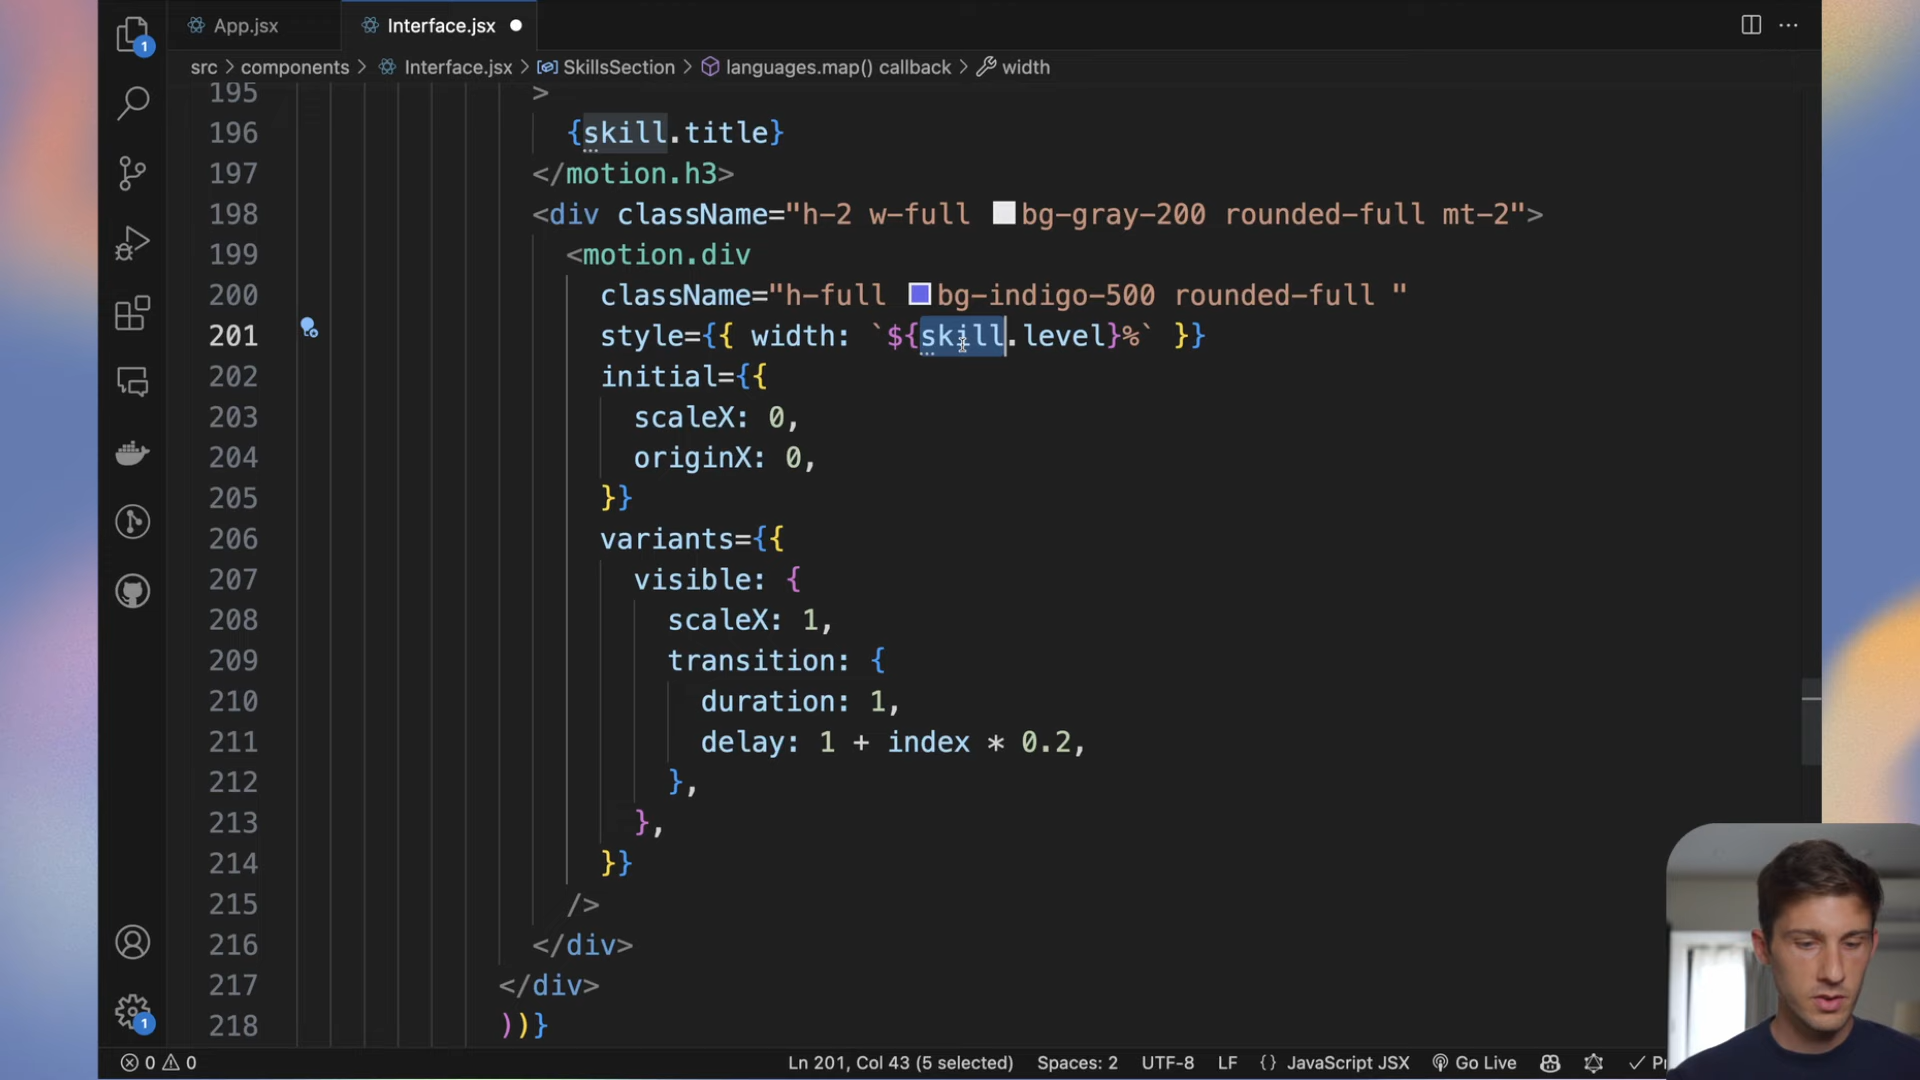 App.jsx
Interface.jsx
1
src > components > Interface.jsx > SkillsSection > languages.map() callback > width
195 >
196 {skill.title}
197 </motion.h3>
198 <div className="h-2 w-full bg-gray-200 rounded-full mt-2">
199 <motion.div
200 className="h-full bg-indigo-500 rounded-full "
201 style={{ width: `${skill.level}%` }}
202 initial={{
203 scaleX: 0,
204 originX: 0,
205 }}
206 variants={{
207 visible: {
208 scaleX: 1,
209 transition: {
210 duration: 1,
211 delay: 1 + index * 0.2,
212 },
213 },
214 }}
215 />
216 </div>
217 </div>
218 ))}
1
0 0 Ln 201, Col 43 (5 selected) Spaces: 2 UTF-8 LF {} JavaScript JSX Go Live